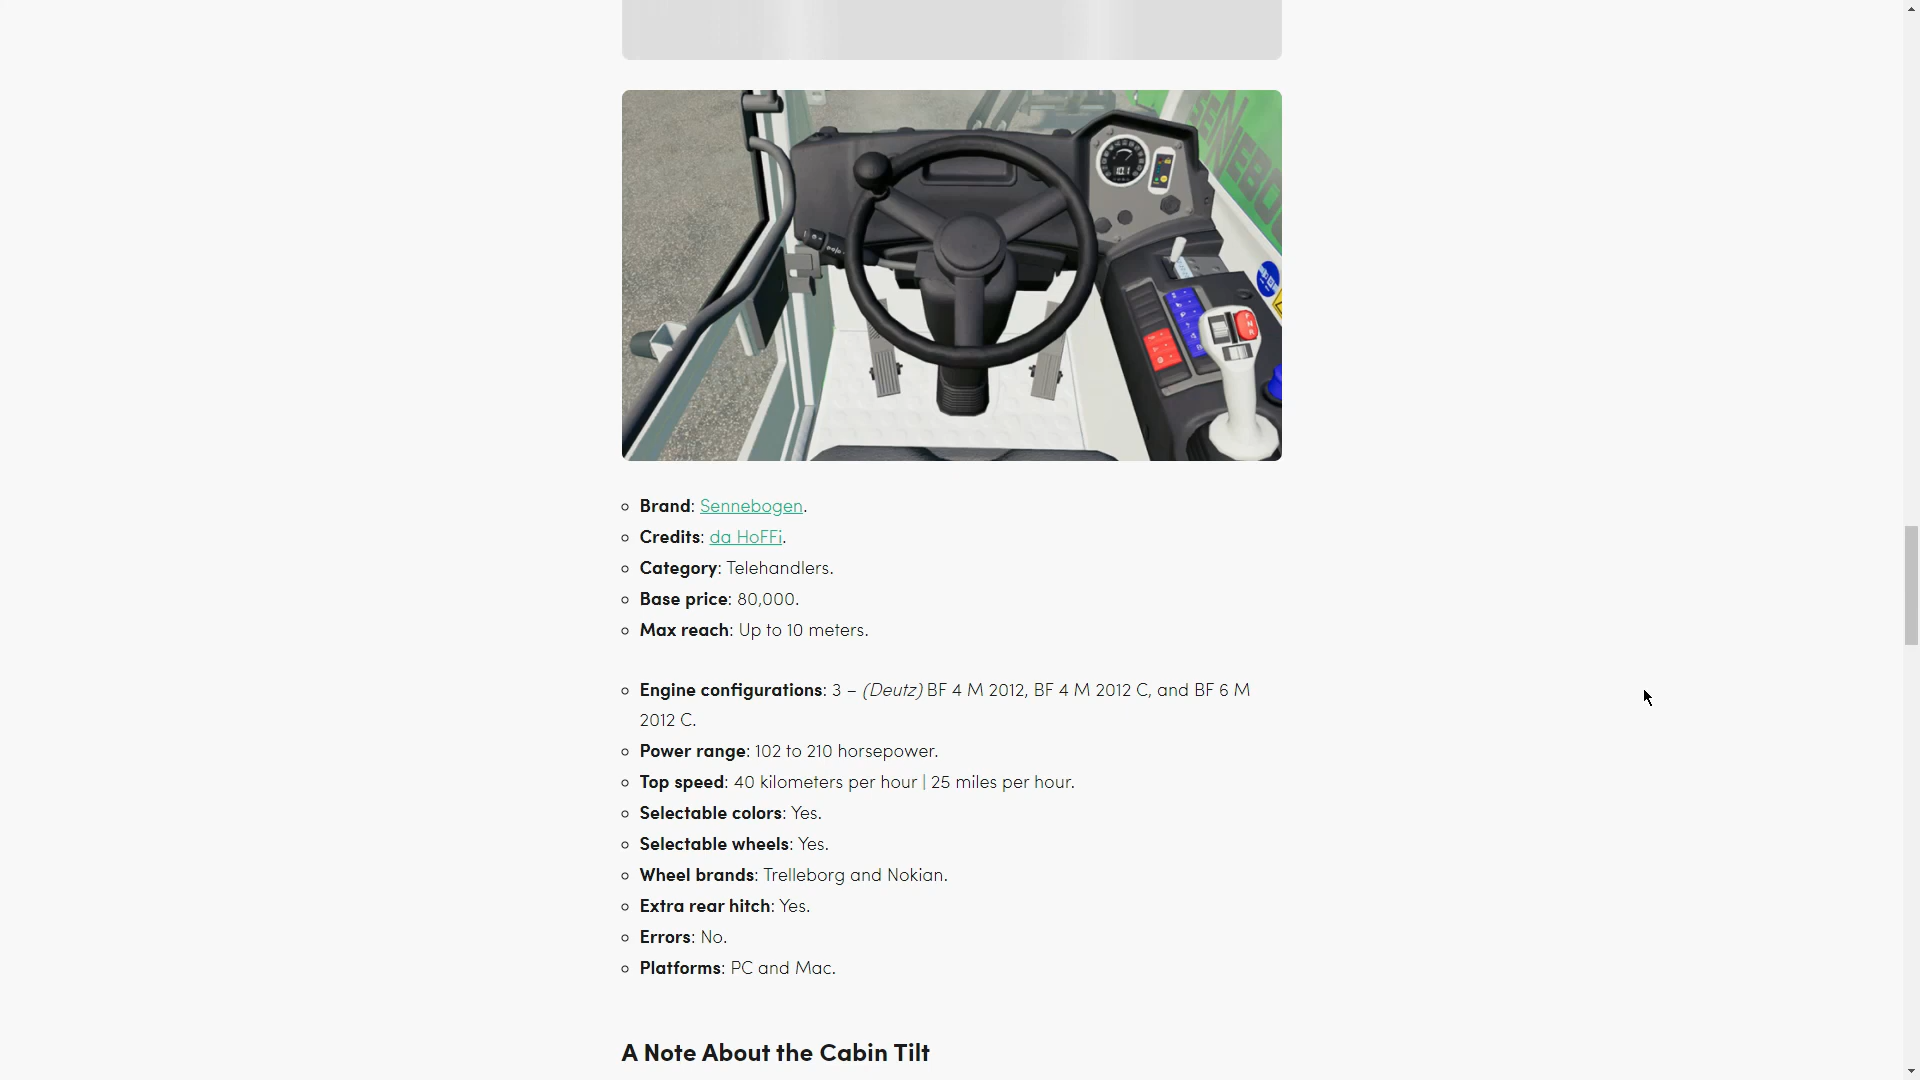 SENNEBOG
10.1
F
N
R
Brand: Sennebogen.
Credits: da HoFFi.
Category: Telehandlers.
Base price: 80,000.
Max reach: Up to 10 meters.
Engine configurations: 3 – (Deutz) BF 4 M 2012, BF 4 M 2012 C, and BF 6 M
2012 C.
Power range: 102 to 210 horsepower.
Top speed: 40 kilometers per hour | 25 miles per hour.
Selectable colors: Yes.
Selectable wheels: Yes.
Wheel brands: Trelleborg and Nokian.
Extra rear hitch: Yes.
Errors: No.
Platforms: PC and Mac.
A Note About the Cabin Tilt